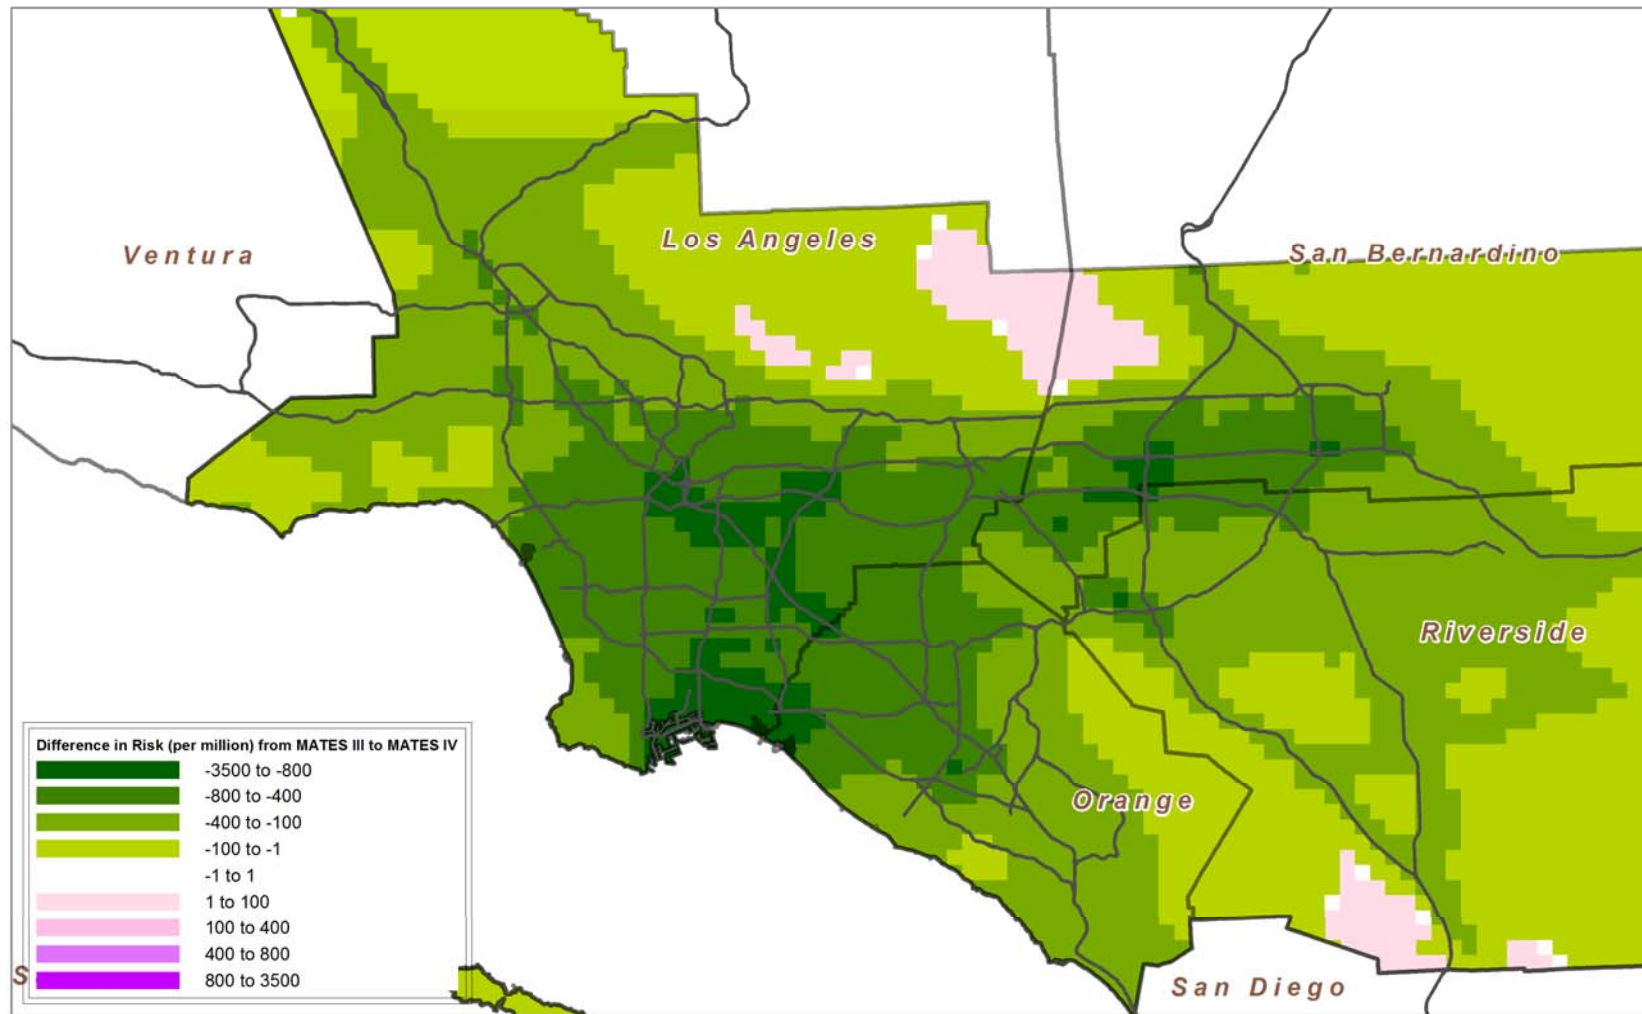 Ventura
Los Angeles
San Bernardino
Riverside
Orange
San Diego
S
Difference in Risk (per million) from MATES III to MATES IV
-3500 to -800
-800 to -400
-400 to -100
-100 to -1
-1 to 1
1 to 100
100 to 400
400 to 800
800 to 3500